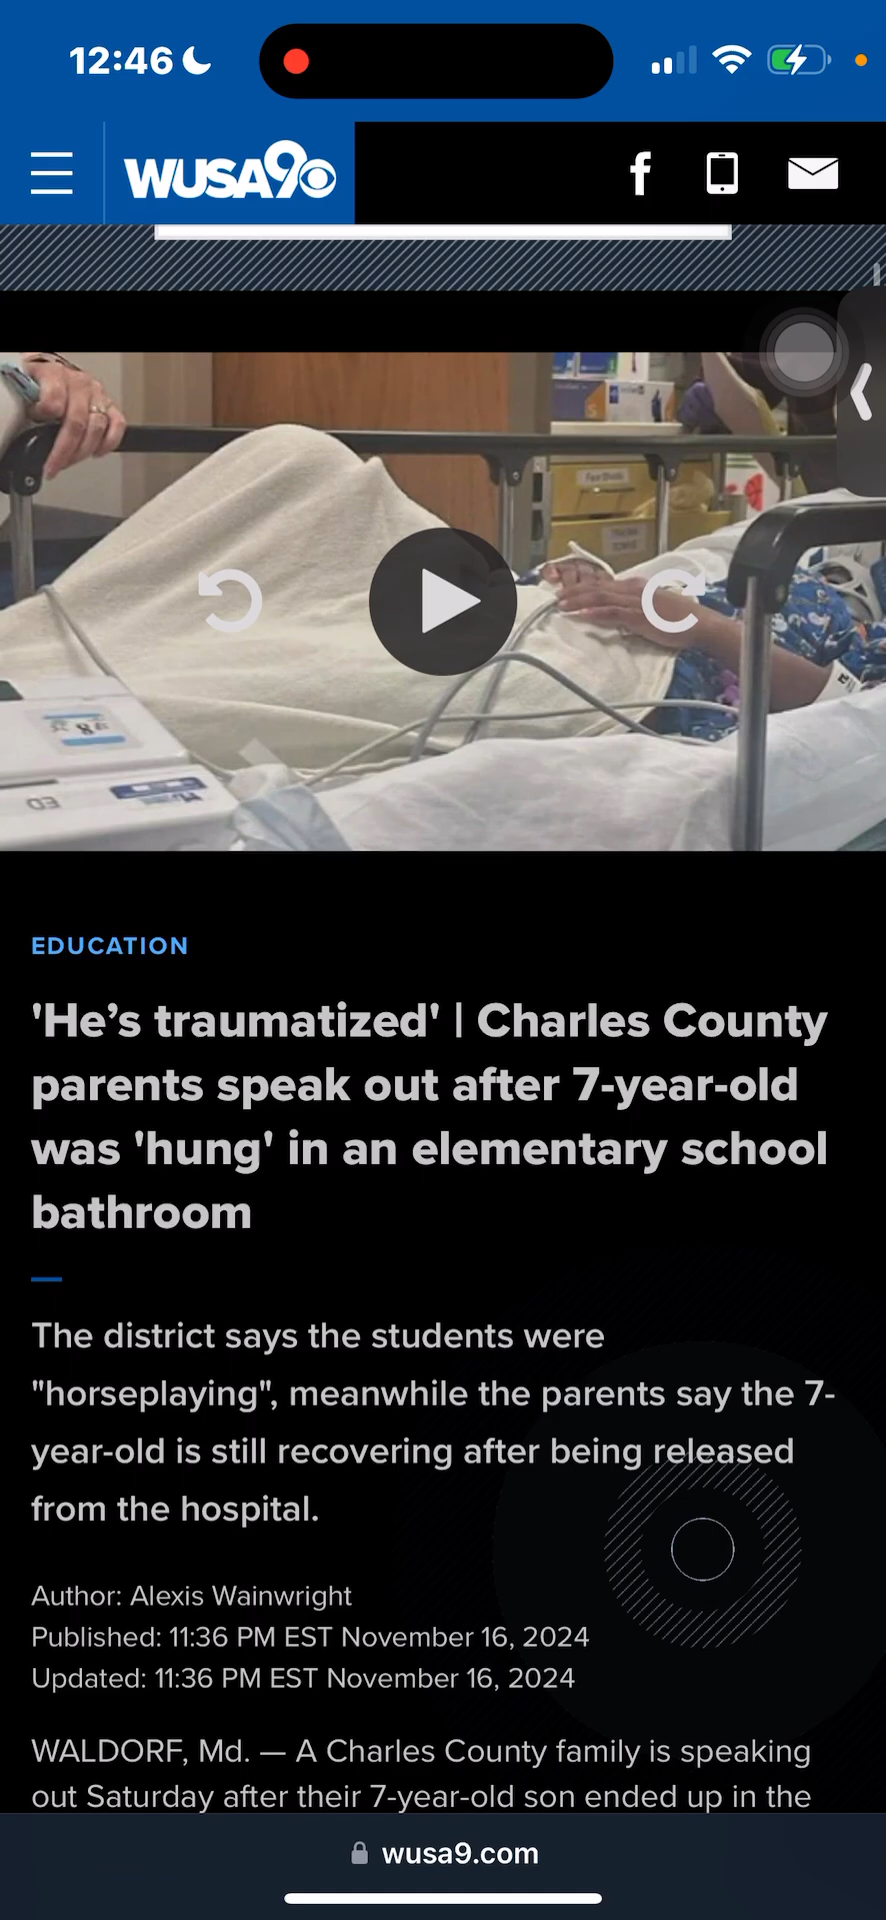 12:46
WUSA9
EDUCATION
'He’s traumatized' | Charles County
parents speak out after 7-year-old
was 'hung' in an elementary school
bathroom
The district says the students were
"horseplaying", meanwhile the parents say the 7-
year-old is still recovering after being released
from the hospital.
Author: Alexis Wainwright
Published: 11:36 PM EST November 16, 2024
Updated: 11:36 PM EST November 16, 2024
WALDORF, Md. — A Charles County family is speaking
out Saturday after their 7-year-old son ended up in the
wusa9.com